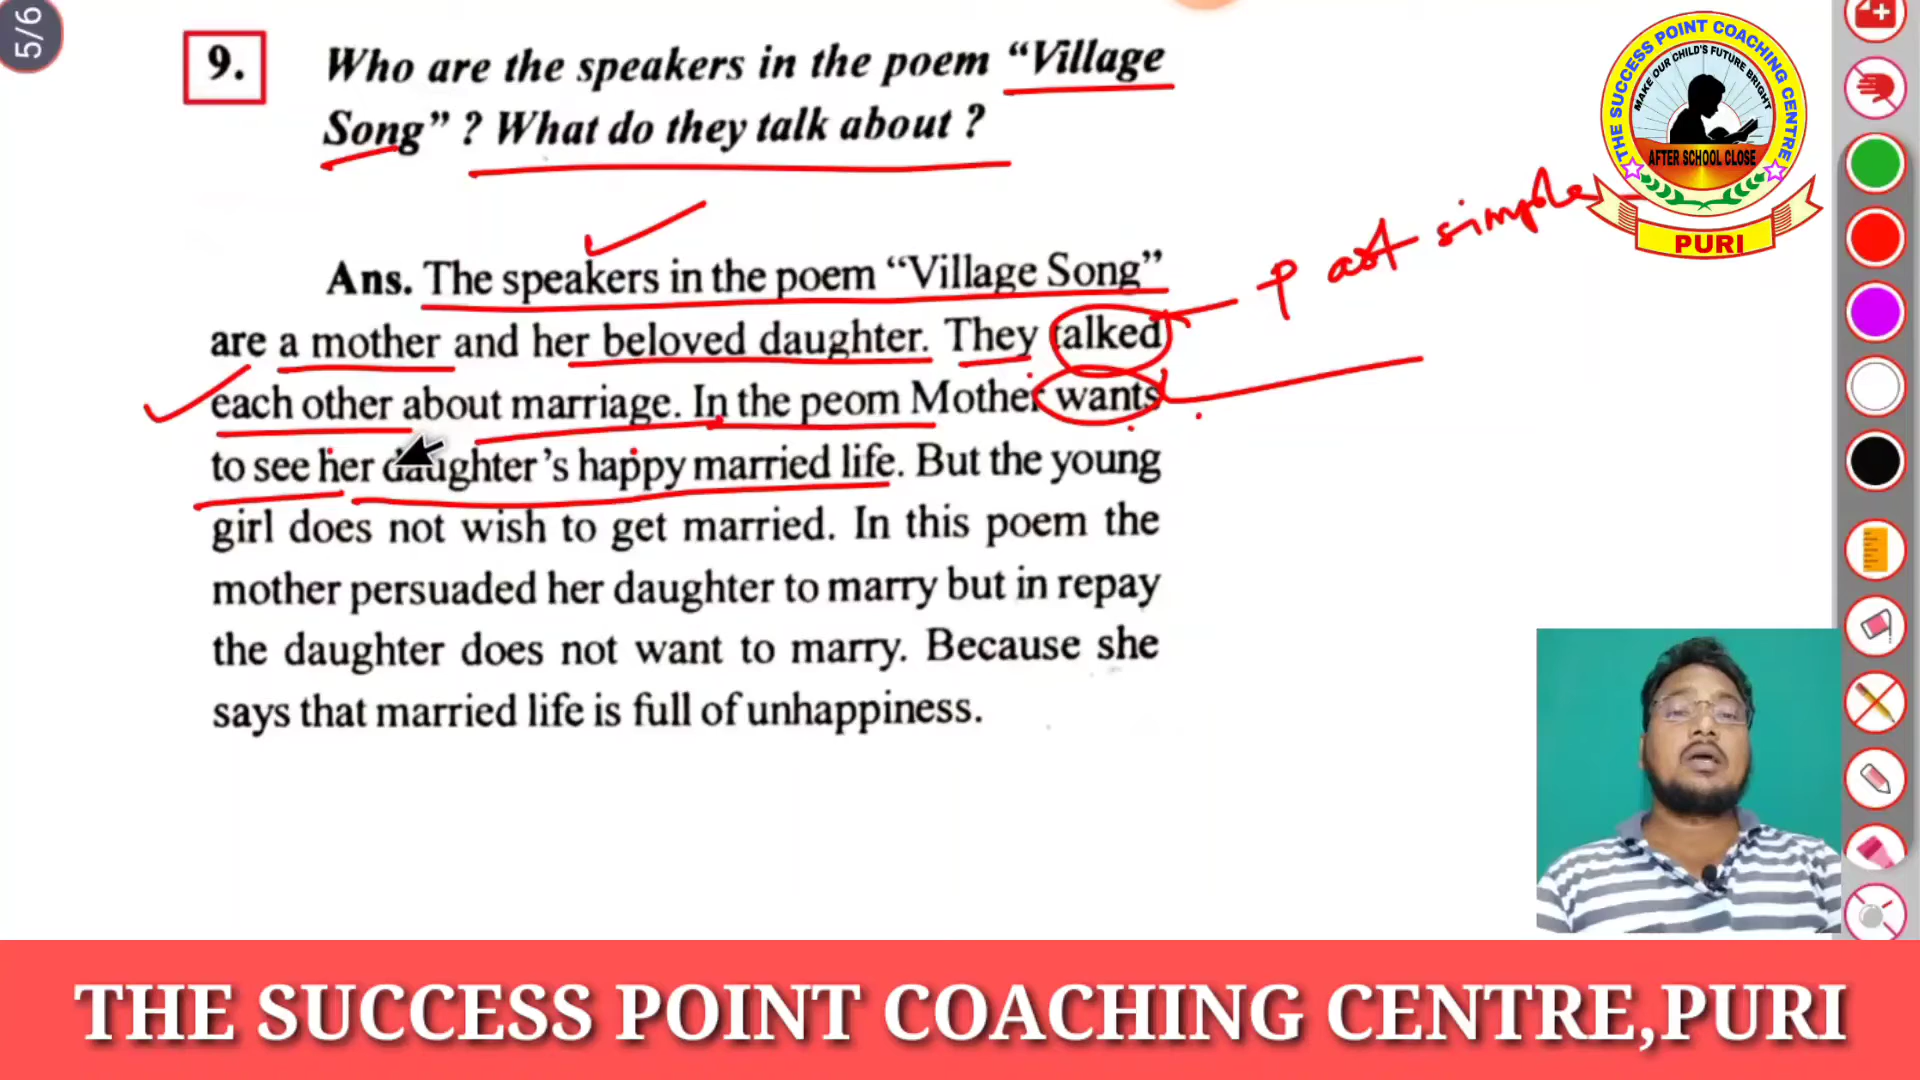 5/6
9. Who are the speakers in the poem “Village
Song” ? What do they talk about ?
Ans. The speakers in the poem “Village Song”
are a mother and her beloved daughter. They talked
each other about marriage. In the peom Mother wants
to see her daughter’s happy married life. But the young
girl does not wish to get married. In this poem the
mother persuaded her daughter to marry but in repay
the daughter does not want to marry. Because she
says that married life is full of unhappiness.
past simple
THE SUCCESS POINT COACHING CENTRE
MAKE OUR CHILD'S FUTURE BRIGHT
AFTER SCHOOL CLOSE
PURI
THE SUCCESS POINT COACHING CENTRE,PURI